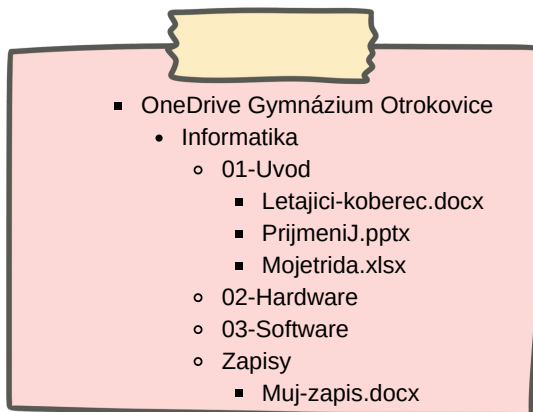 OneDrive Gymnázium Otrokovice
Informatika
01-Uvod
Letajici-koberec.docx
PrijmeniJ.pptx
Mojetrida.xlsx
02-Hardware
03-Software
Zapisy
Muj-zapis.docx